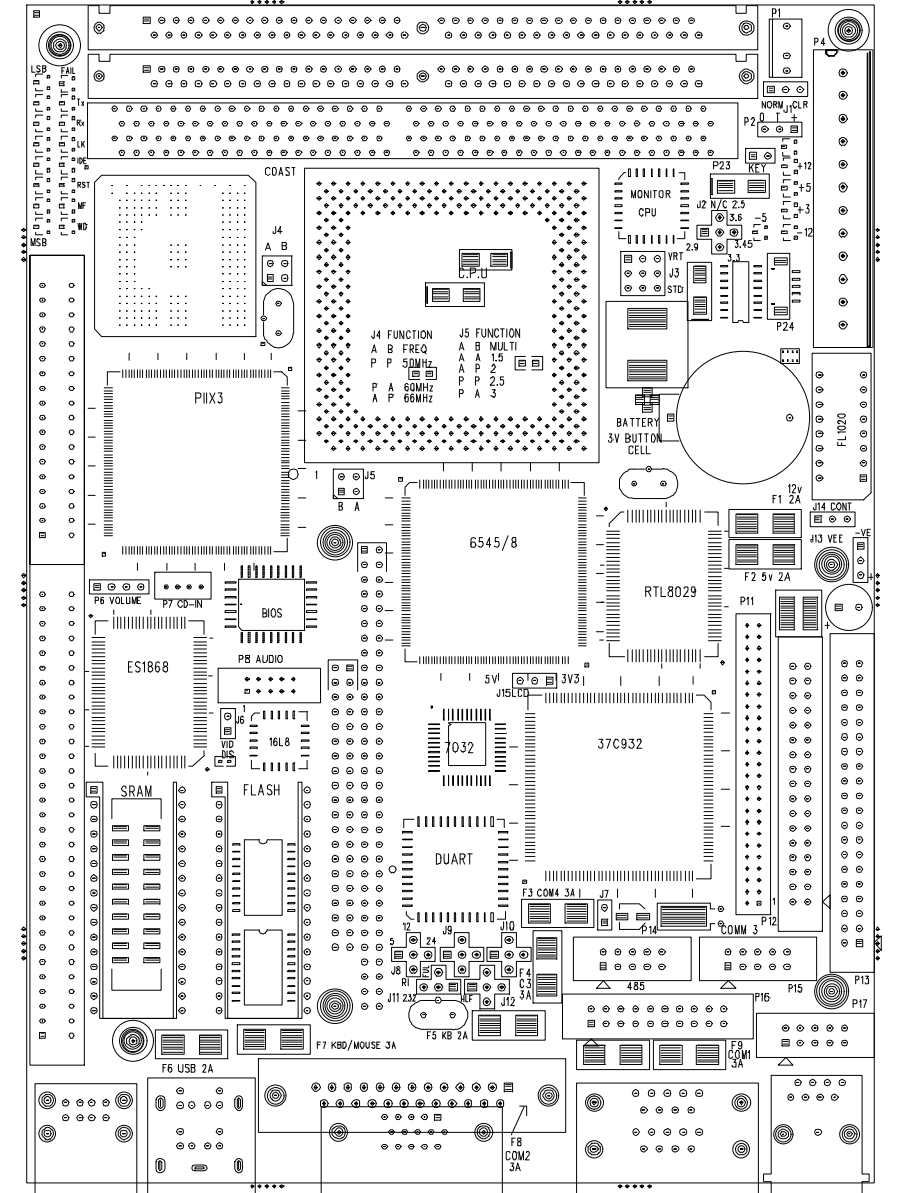 P1
P4
LSB
FAIL
Tx
Rx
LK
IDE
RST
MF
WD
MSB
NORM CLR
J1
P2 0 T +
KEY
P23
+12
+5
+3
-12
COAST
MONITOR
CPU
J2 N/C 2.5
3.6
-5
3.45
2.9
3.3
J4
A B
VRT
J3
STD
P24
C.P.U
J4 FUNCTION
A B FREQ
P P 50MHz
P A 60MHz
A P 66MHz
J5 FUNCTION
A B MULTI
A A 1.5
A P 2
P P 2.5
P A 3
PIIX3
BATTERY
3V BUTTON
CELL
FL1020
1
J5
B A
12v
F1 2A
J14 CONT
6545/8
J13 VEE
-VE
+
F2 5v 2A
RTL8029
P6 VOLUME
P7 CD-IN
BIOS
P11
+
ES1868
P8 AUDIO
5V
3V3
J15LCD
1
J6
VID
DIS
16L8
7032
37C932
SRAM
FLASH
DUART
F3 COM4 3A
J7
P14
COMM 3
P12
1
12
J9
J10
5
24
J8
RI
FUL
F4
C3
3A
485
P15
P13
J11 232
HLF
J12
P16
P17
F5 KB 2A
F7 KBD/MOUSE 3A
F6 USB 2A
F9
COM1
3A
F8
COM2
3A